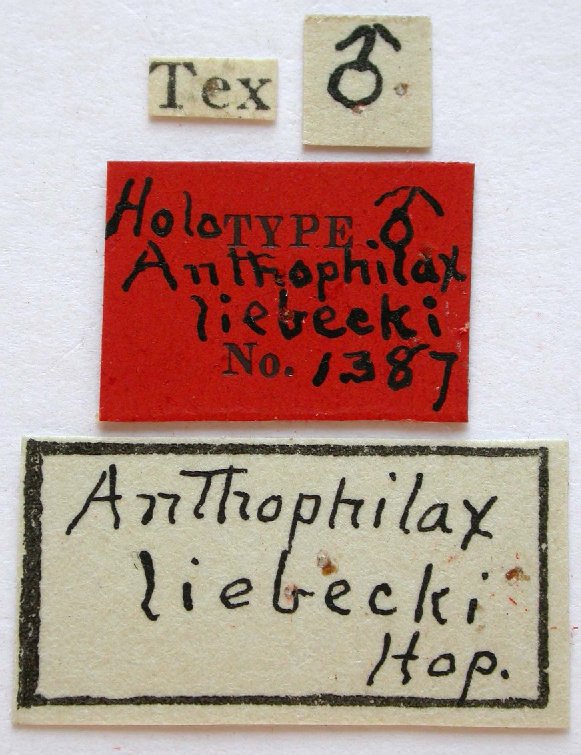 Tex ♂
HoloTYPE ♂
Anthophilax
liebecki
No. 1387
Anthophilax
liebecki
Hop.